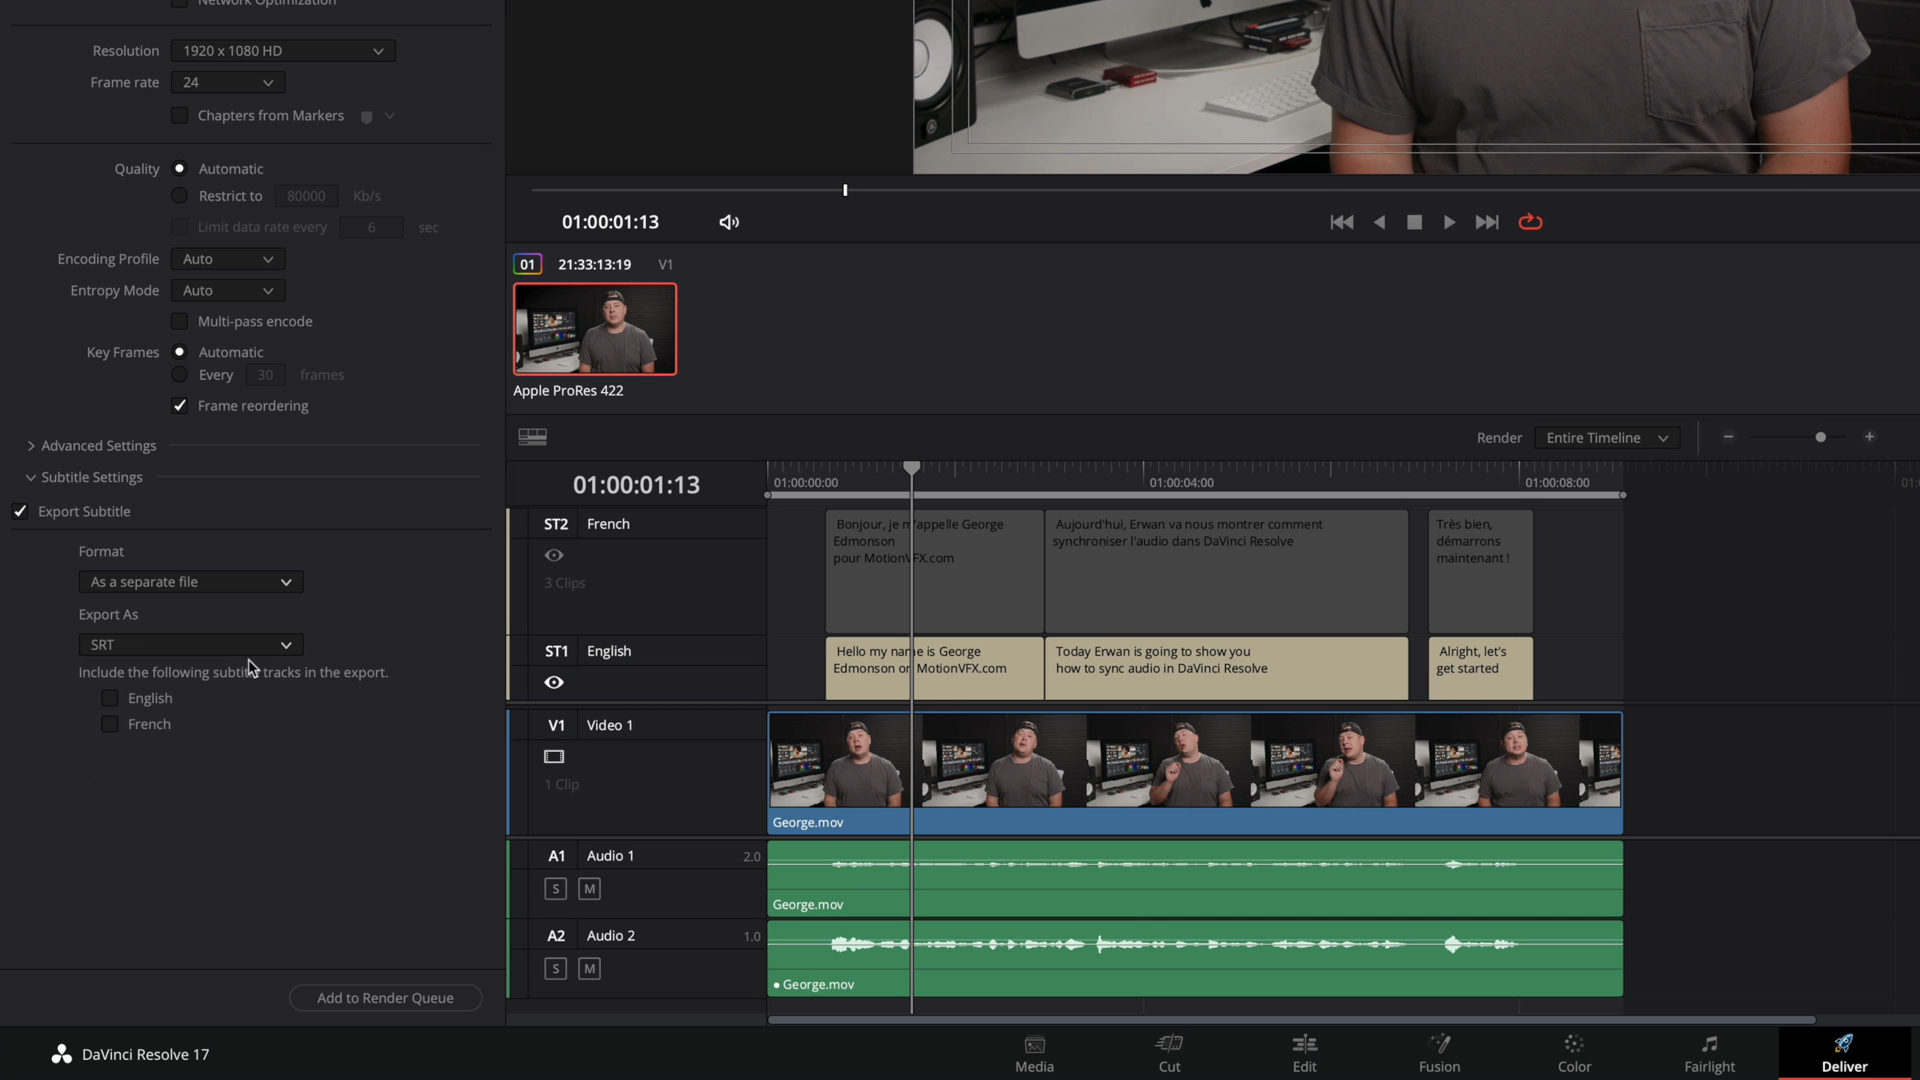 Network Optimization
Resolution 1920 x 1080 HD
Frame rate 24
Chapters from Markers
Quality Automatic
Restrict to 80000 Kb/s
Limit data rate every 6 sec
Encoding Profile Auto
Entropy Mode Auto
Multi-pass encode
Key Frames Automatic
Every 30 frames
Frame reordering
Advanced Settings
Subtitle Settings
Export Subtitle
Format
As a separate file
Export As
SRT
Include the following subtitle tracks in the export.
English
French
Add to Render Queue
01:00:01:13
01 21:33:13:19 V1
Apple ProRes 422
Render Entire Timeline
01:00:01:13
01:00:00:00 01:00:04:00 01:00:08:00
ST2 French
3 Clips
Bonjour, je m'appelle George
Edmonson
pour MotionVFX.com
Aujourd'hui, Erwan va nous montrer comment
synchroniser l'audio dans DaVinci Resolve
Très bien,
démarrons
maintenant !
ST1 English
Hello my name is George
Edmonson on MotionVFX.com
Today Erwan is going to show you
how to sync audio in DaVinci Resolve
Alright, let's
get started
V1 Video 1
1 Clip
George.mov
A1 Audio 1 2.0
S M
George.mov
A2 Audio 2 1.0
S M
George.mov
DaVinci Resolve 17
Media Cut Edit Fusion Color Fairlight Deliver